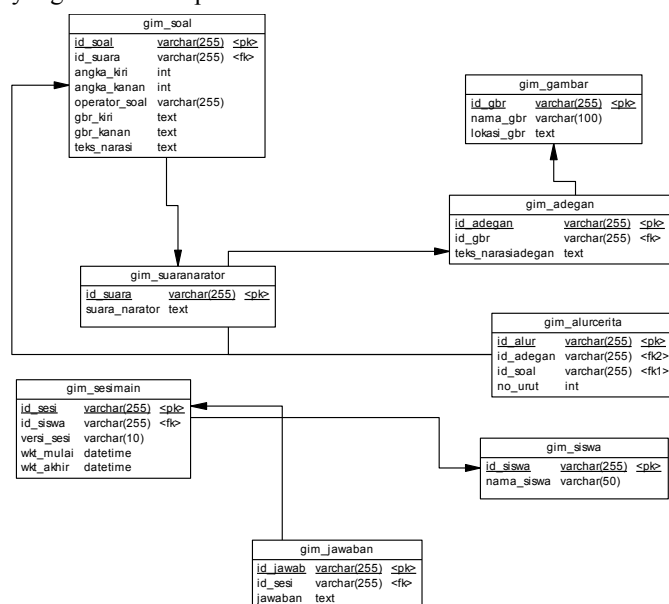 gim_soal
id_soal varchar(255) <pk>
id_suara varchar(255) <fk>
angka_kiri int
angka_kanan int
operator_soal varchar(255)
gbr_kiri text
gbr_kanan text
teks_narasi text
gim_gambar
id_gbr varchar(255) <pk>
nama_gbr varchar(100)
lokasi_gbr text
gim_adegan
id_adegan varchar(255) <pk>
id_gbr varchar(255) <fk>
teks_narasiadegan text
gim_suaranarator
id_suara varchar(255) <pk>
suara_narator text
gim_alurcerita
id_alur varchar(255) <pk>
id_adegan varchar(255) <fk2>
id_soal varchar(255) <fk1>
no_urut int
gim_sesimain
id_sesi varchar(255) <pk>
id_siswa varchar(255) <fk>
versi_sesi varchar(10)
wkt_mulai datetime
wkt_akhir datetime
gim_siswa
id_siswa varchar(255) <pk>
nama_siswa varchar(50)
gim_jawaban
id_jawab varchar(255) <pk>
id_sesi varchar(255) <fk>
jawaban text